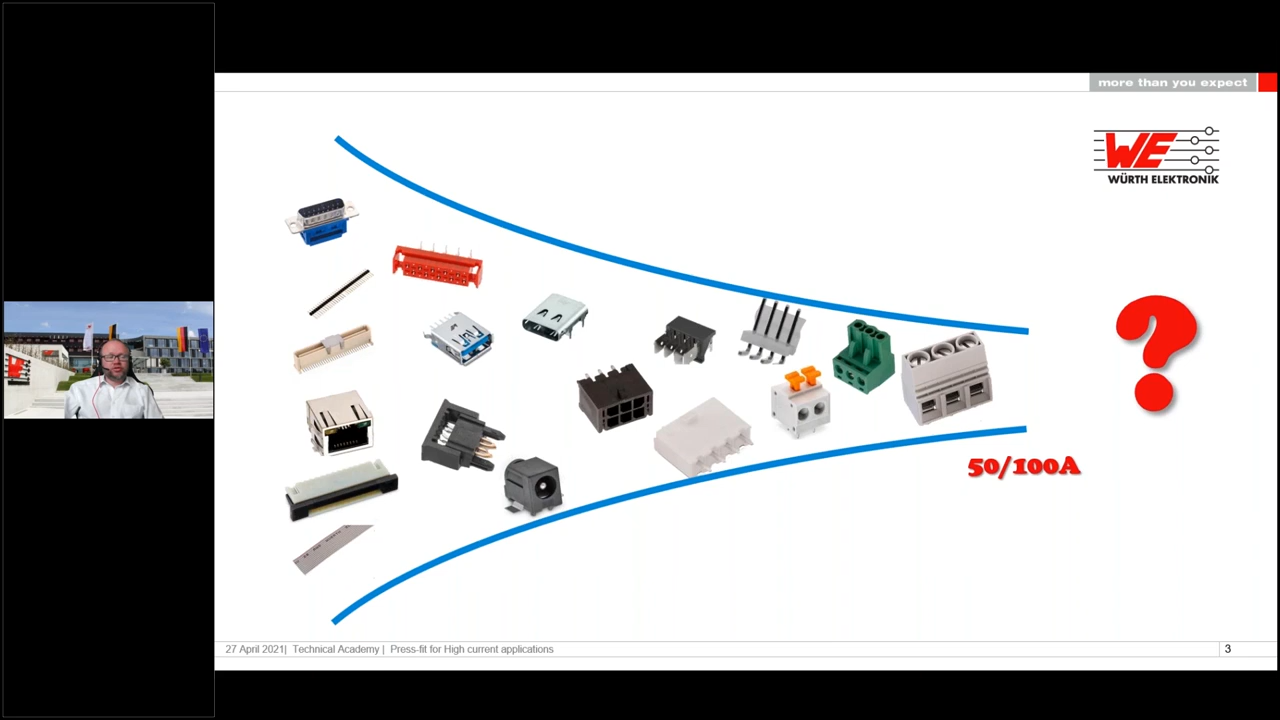 more than you expect
WE
WÜRTH ELEKTRONIK
50/100A
?
27 April 2021| Technical Academy | Press-fit for High current applications
3